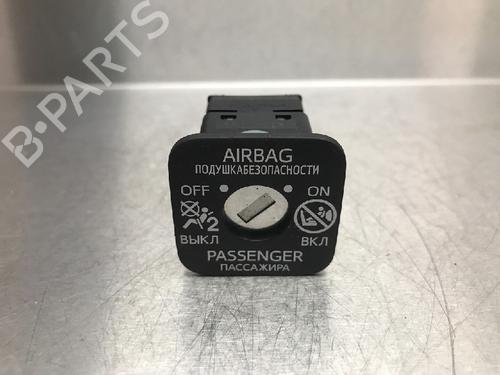 B-PARTS
AIRBAG
ПОДУШКАБЕЗОПАСНОСТИ
OFF ON
2
ВЫКЛ ВКЛ
PASSENGER
ПАССАЖИРА